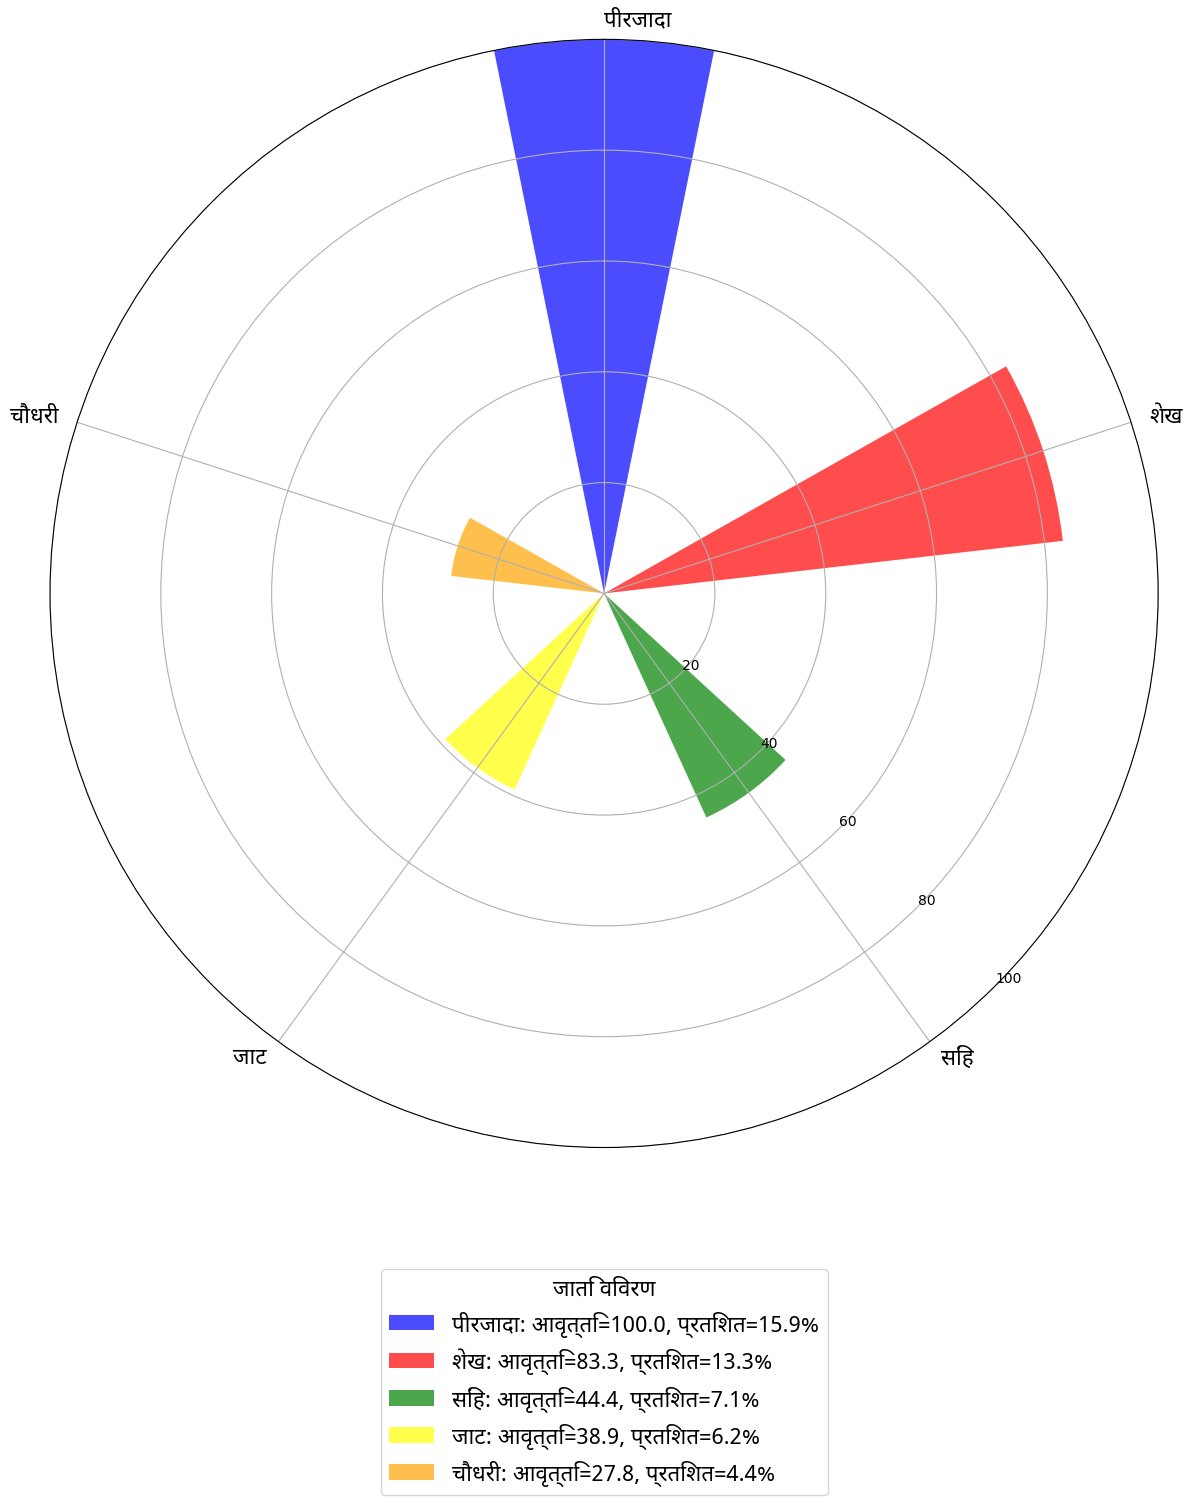 पीरजादा
चौधरी
शेख
20
40
60
80
100
जाट
सिंह
जाति विवरण
पीरजादा: आवृत्ति=100.0, प्रतिशत=15.9%
शेख: आवृत्ति=83.3, प्रतिशत=13.3%
सिंह: आवृत्ति=44.4, प्रतिशत=7.1%
जाट: आवृत्ति=38.9, प्रतिशत=6.2%
चौधरी: आवृत्ति=27.8, प्रतिशत=4.4%